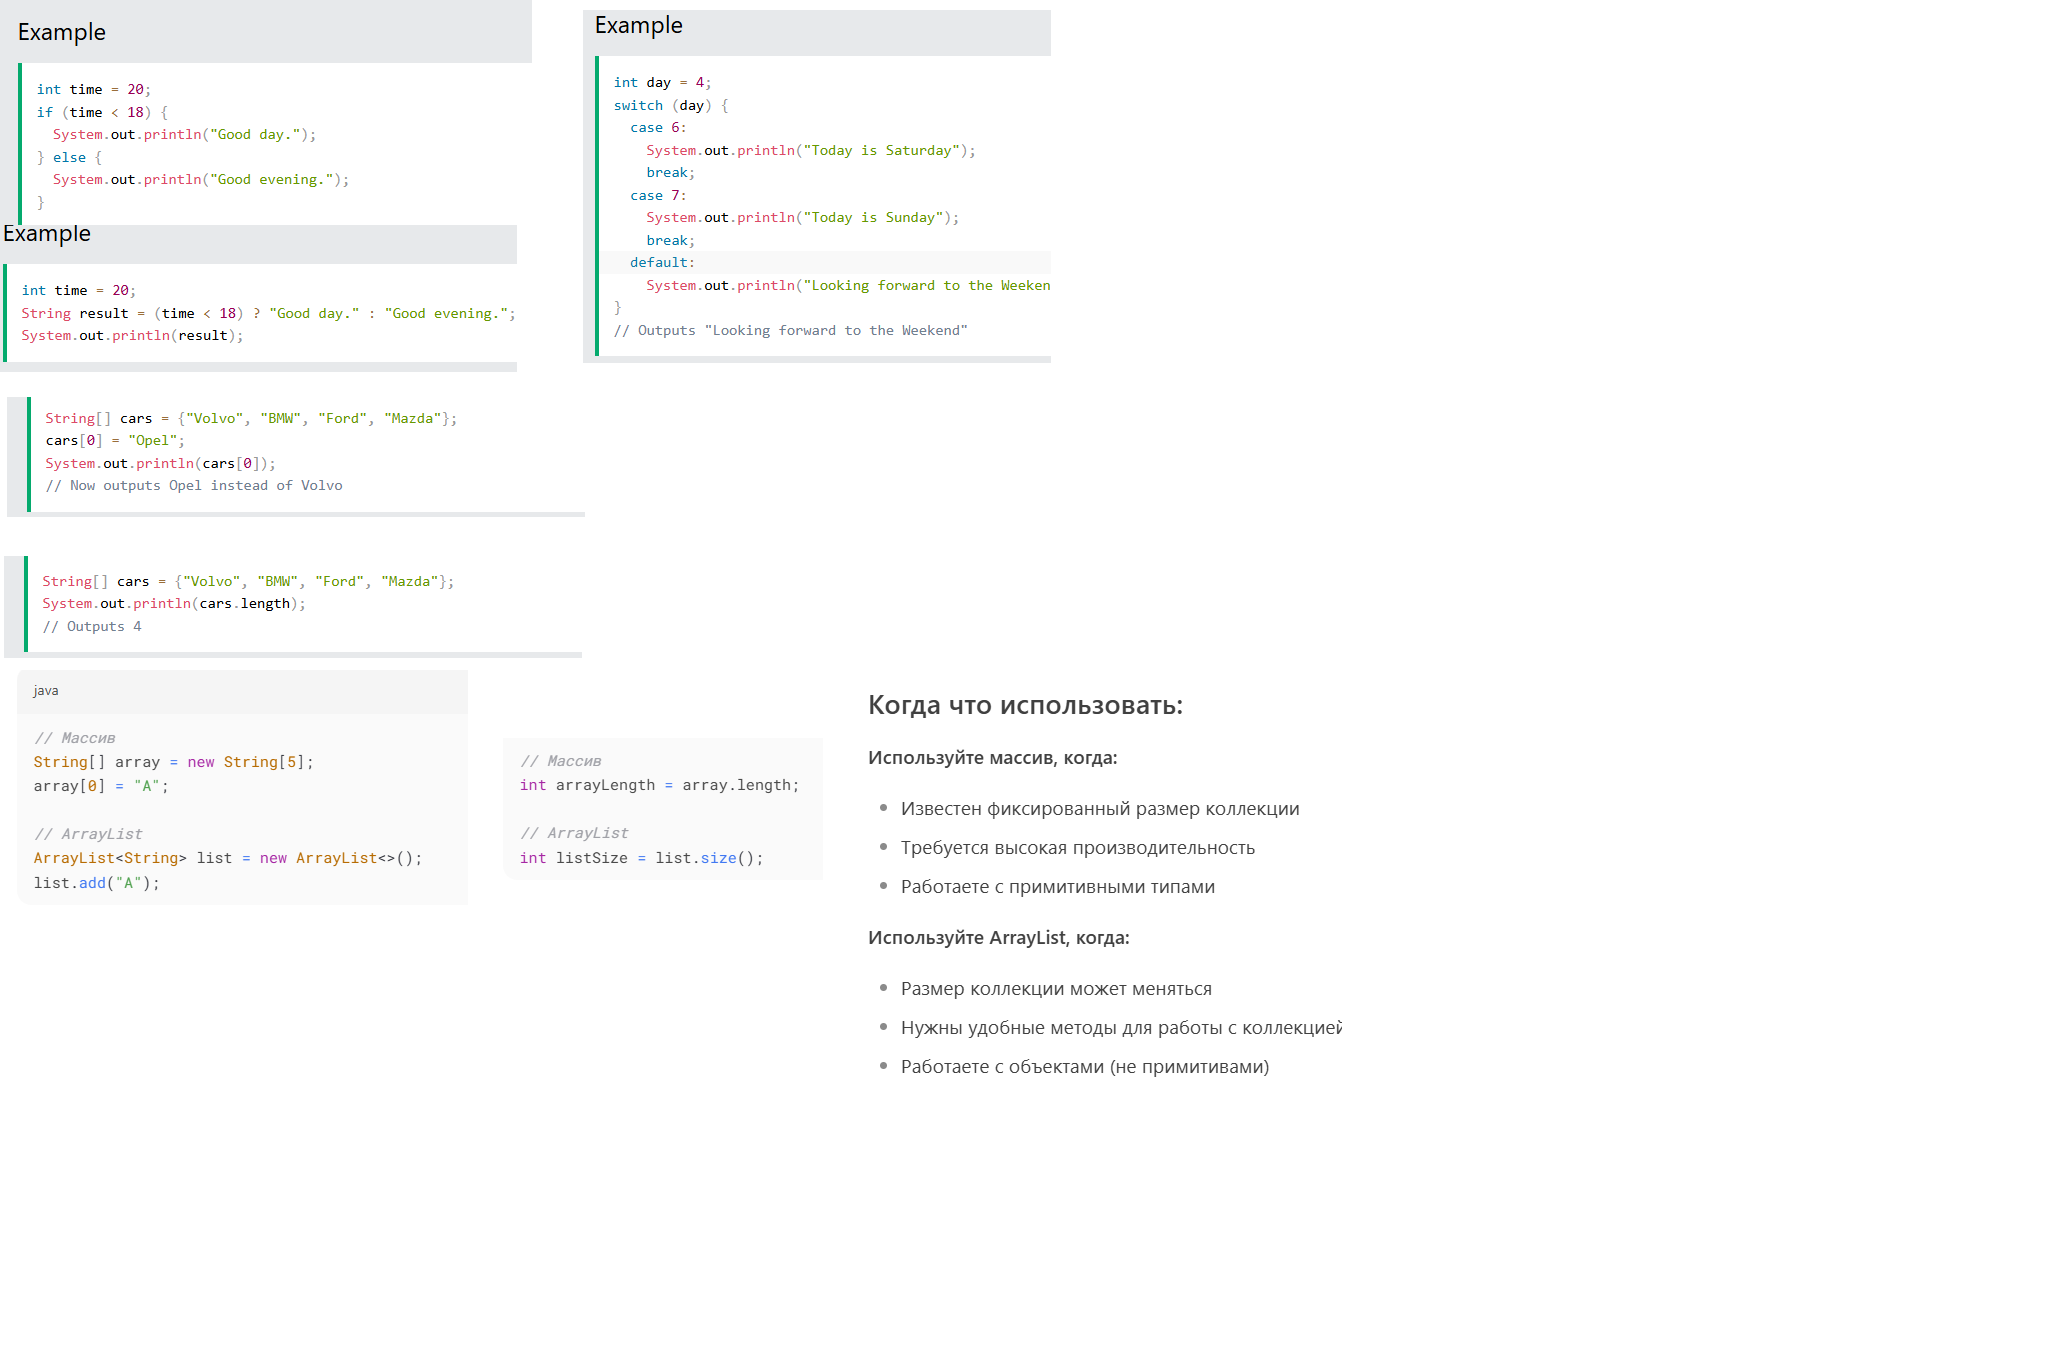 Example
int time = 20;
if (time < 18) {
  System.out.println("Good day.");
} else {
  System.out.println("Good evening.");
}
Example
int time = 20;
String result = (time < 18) ? "Good day." : "Good evening.";
System.out.println(result);
Example
int day = 4;
switch (day) {
  case 6:
    System.out.println("Today is Saturday");
    break;
  case 7:
    System.out.println("Today is Sunday");
    break;
  default:
    System.out.println("Looking forward to the Weeken
}
// Outputs "Looking forward to the Weekend"
String[] cars = {"Volvo", "BMW", "Ford", "Mazda"};
cars[0] = "Opel";
System.out.println(cars[0]);
// Now outputs Opel instead of Volvo
String[] cars = {"Volvo", "BMW", "Ford", "Mazda"};
System.out.println(cars.length);
// Outputs 4
java
// Массив
String[] array = new String[5];
array[0] = "A";
// ArrayList
ArrayList<String> list = new ArrayList<>();
list.add("A");
// Массив
int arrayLength = array.length;
// ArrayList
int listSize = list.size();
Когда что использовать:
Используйте массив, когда:
• Известен фиксированный размер коллекции
• Требуется высокая производительность
• Работаете с примитивными типами
Используйте ArrayList, когда:
• Размер коллекции может меняться
• Нужны удобные методы для работы с коллекцией
• Работаете с объектами (не примитивами)